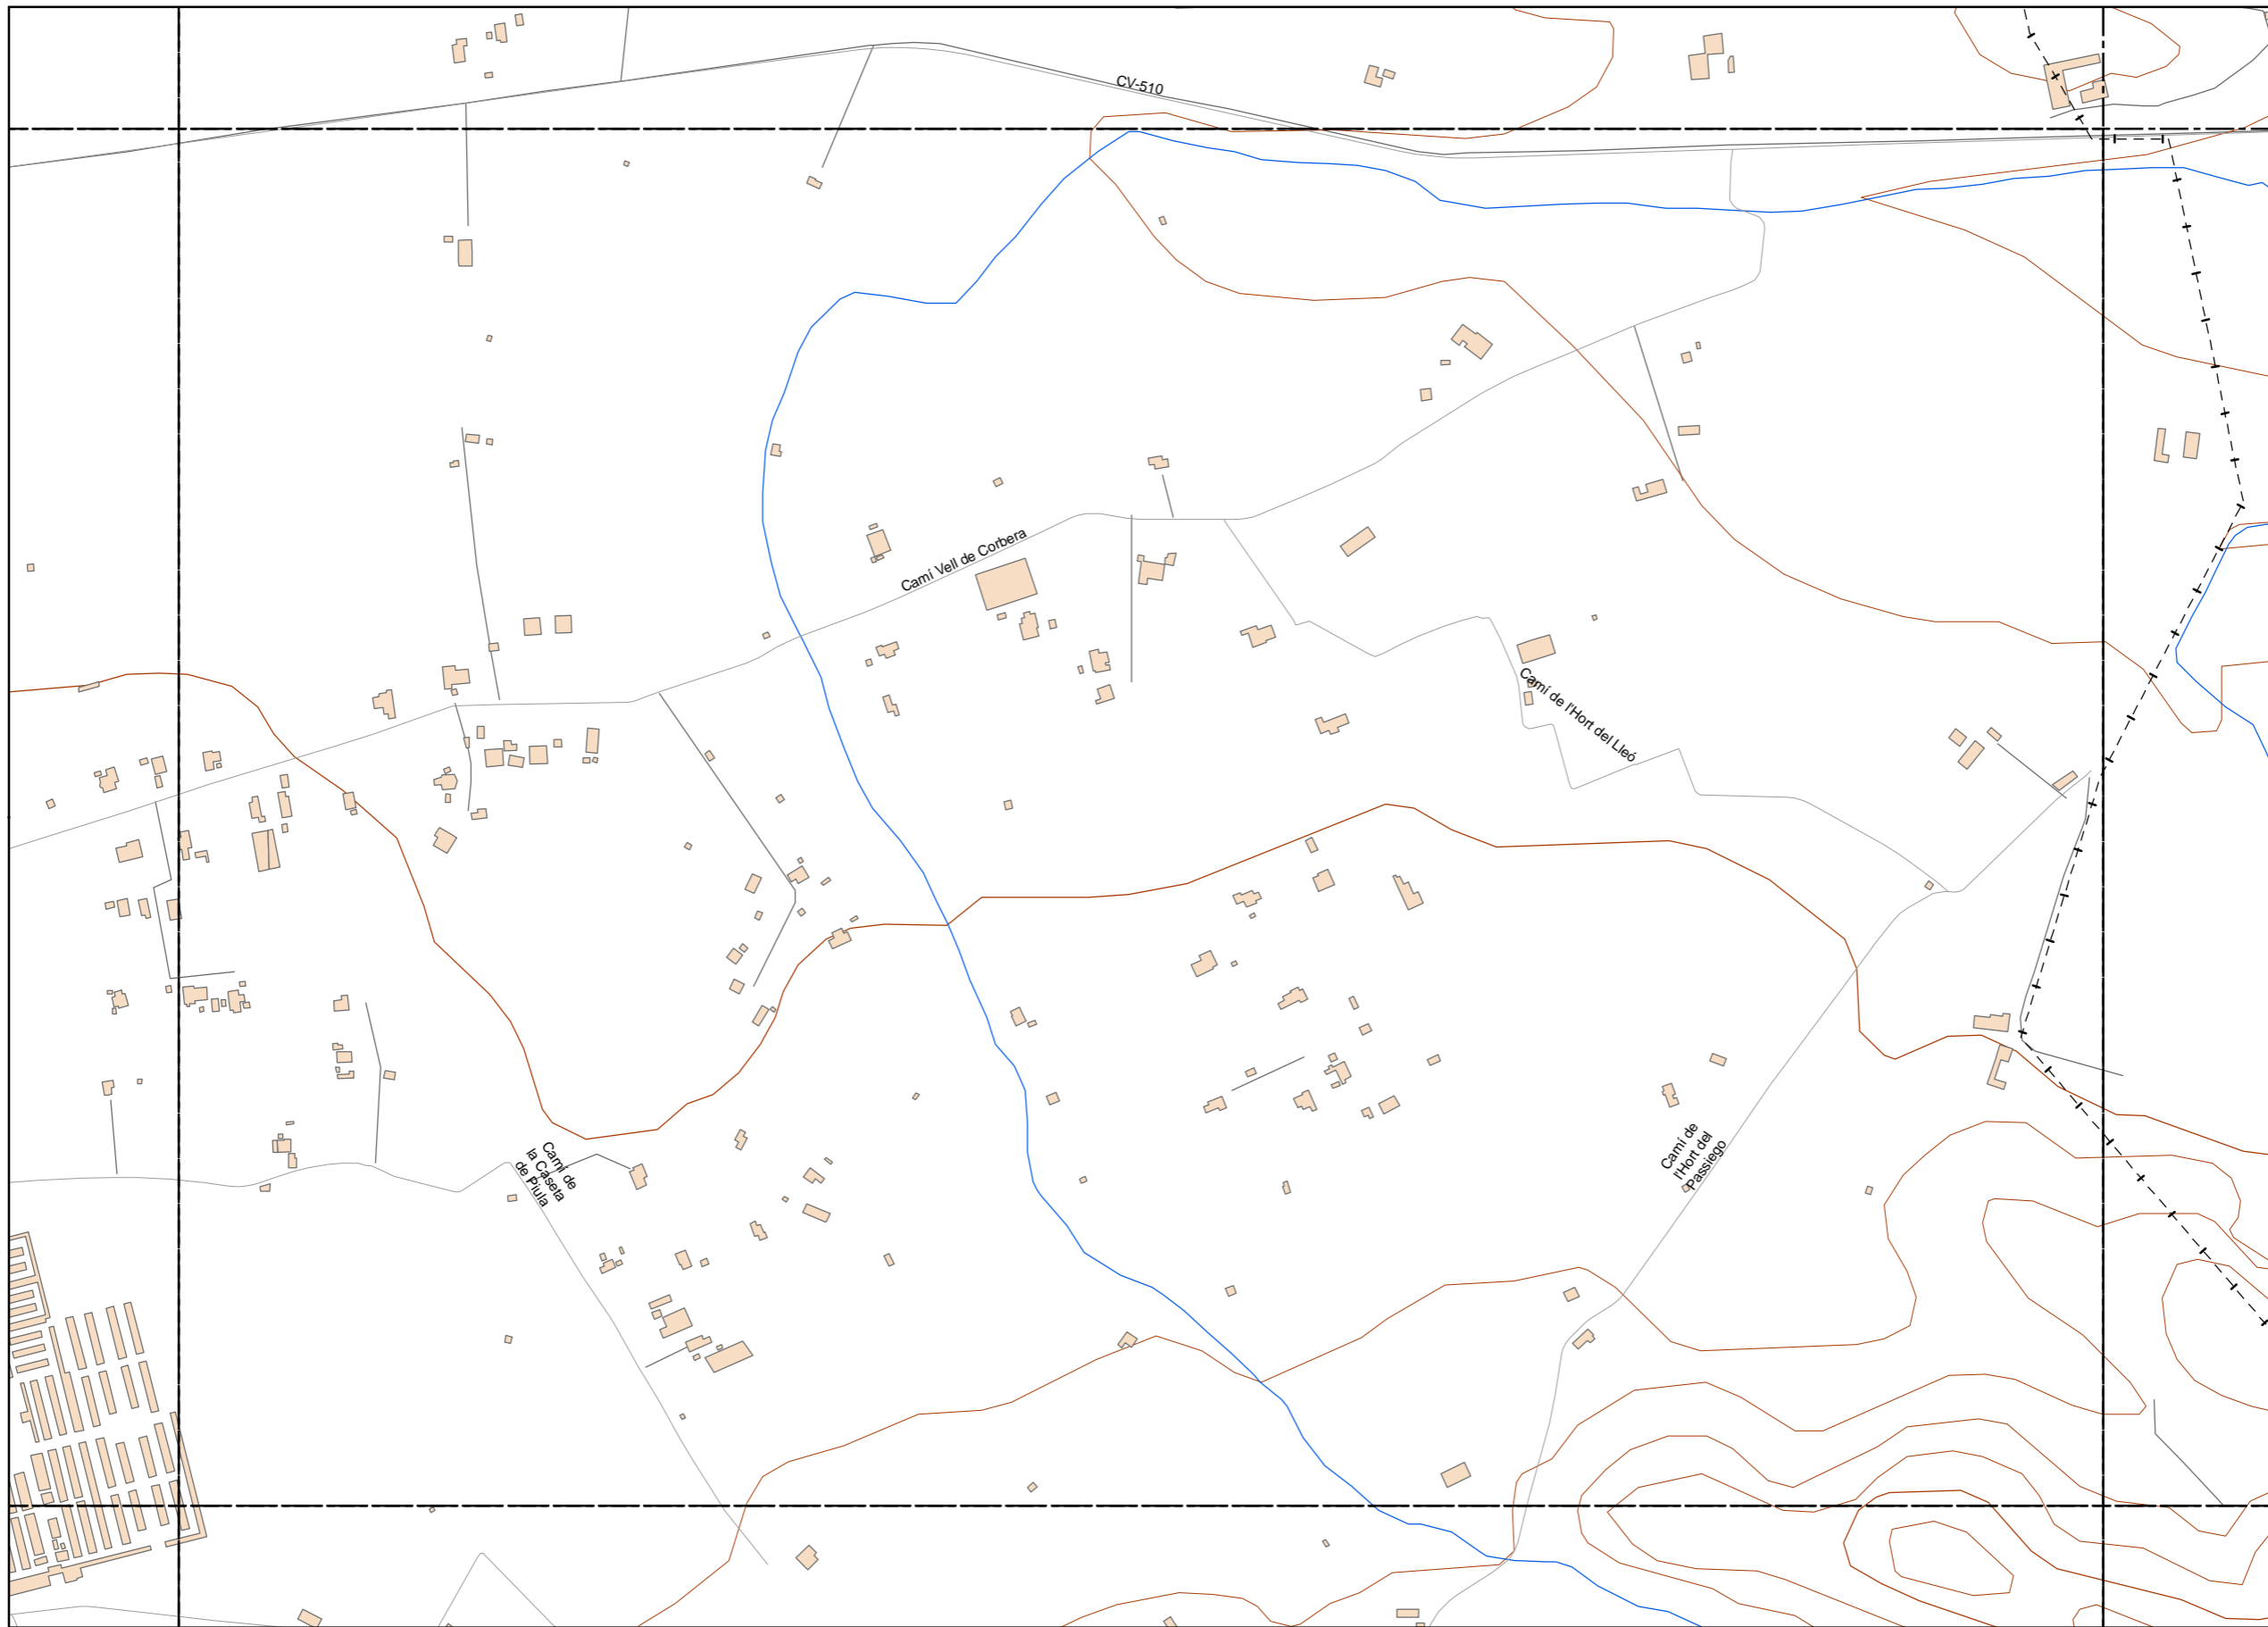 CV-510
Camí Vell de Corbera
Camí de l'Hort del Lleó
Camí de
l'Hort del
Passiego
Camí de
la Caseta
de Piula